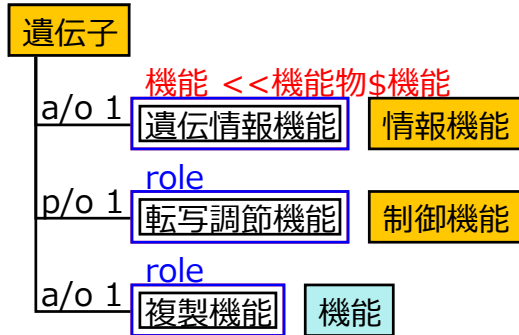 遺伝子
機能 <<機能物$機能
a/o 1 遺伝情報機能 情報機能
role
p/o 1 転写調節機能 制御機能
role
a/o 1 複製機能 機能